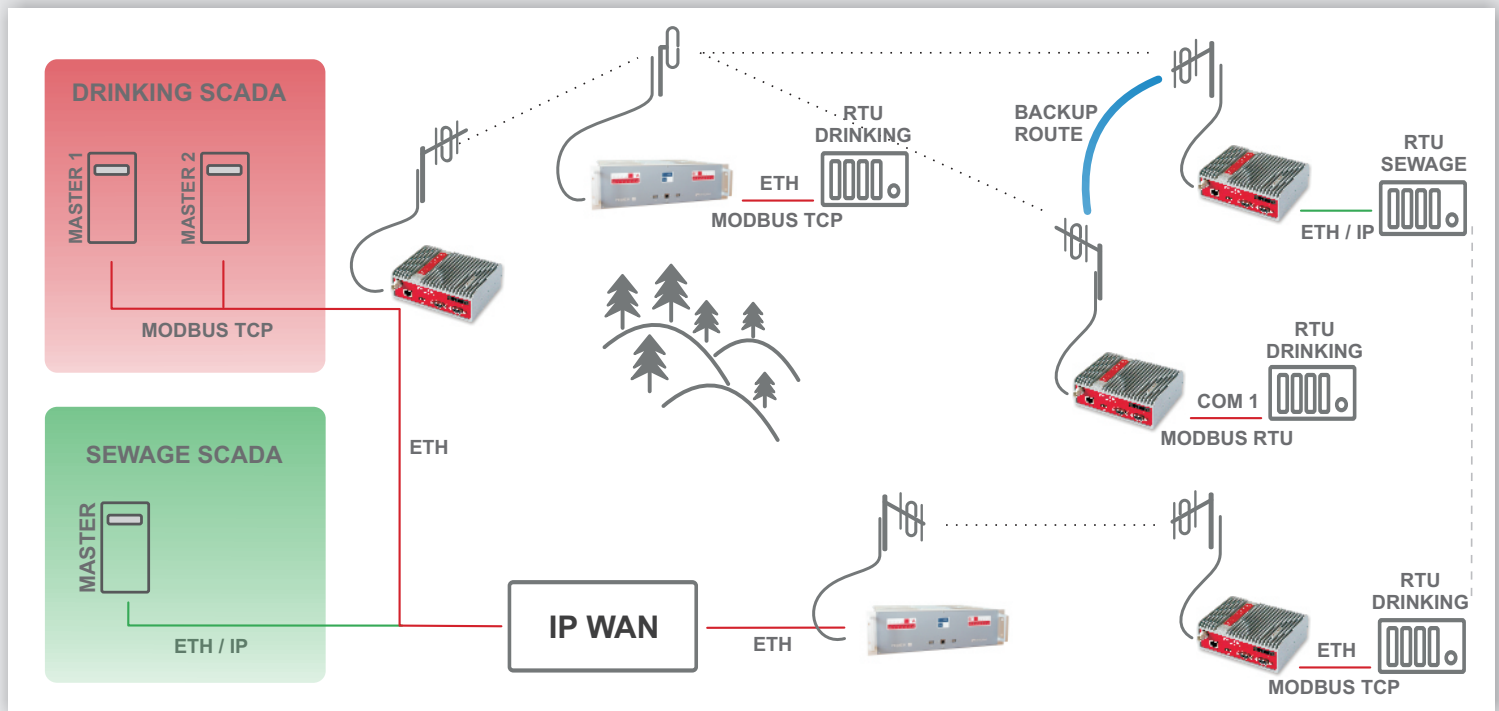 DRINKING SCADA
MASTER 1
MASTER 2
MODBUS TCP
SEWAGE SCADA
MASTER
ETH / IP
ETH
IP WAN
ETH
RTU
DRINKING
ETH
MODBUS TCP
BACKUP
ROUTE
RTU
SEWAGE
ETH / IP
RTU
DRINKING
COM 1
MODBUS RTU
RTU
DRINKING
ETH
MODBUS TCP